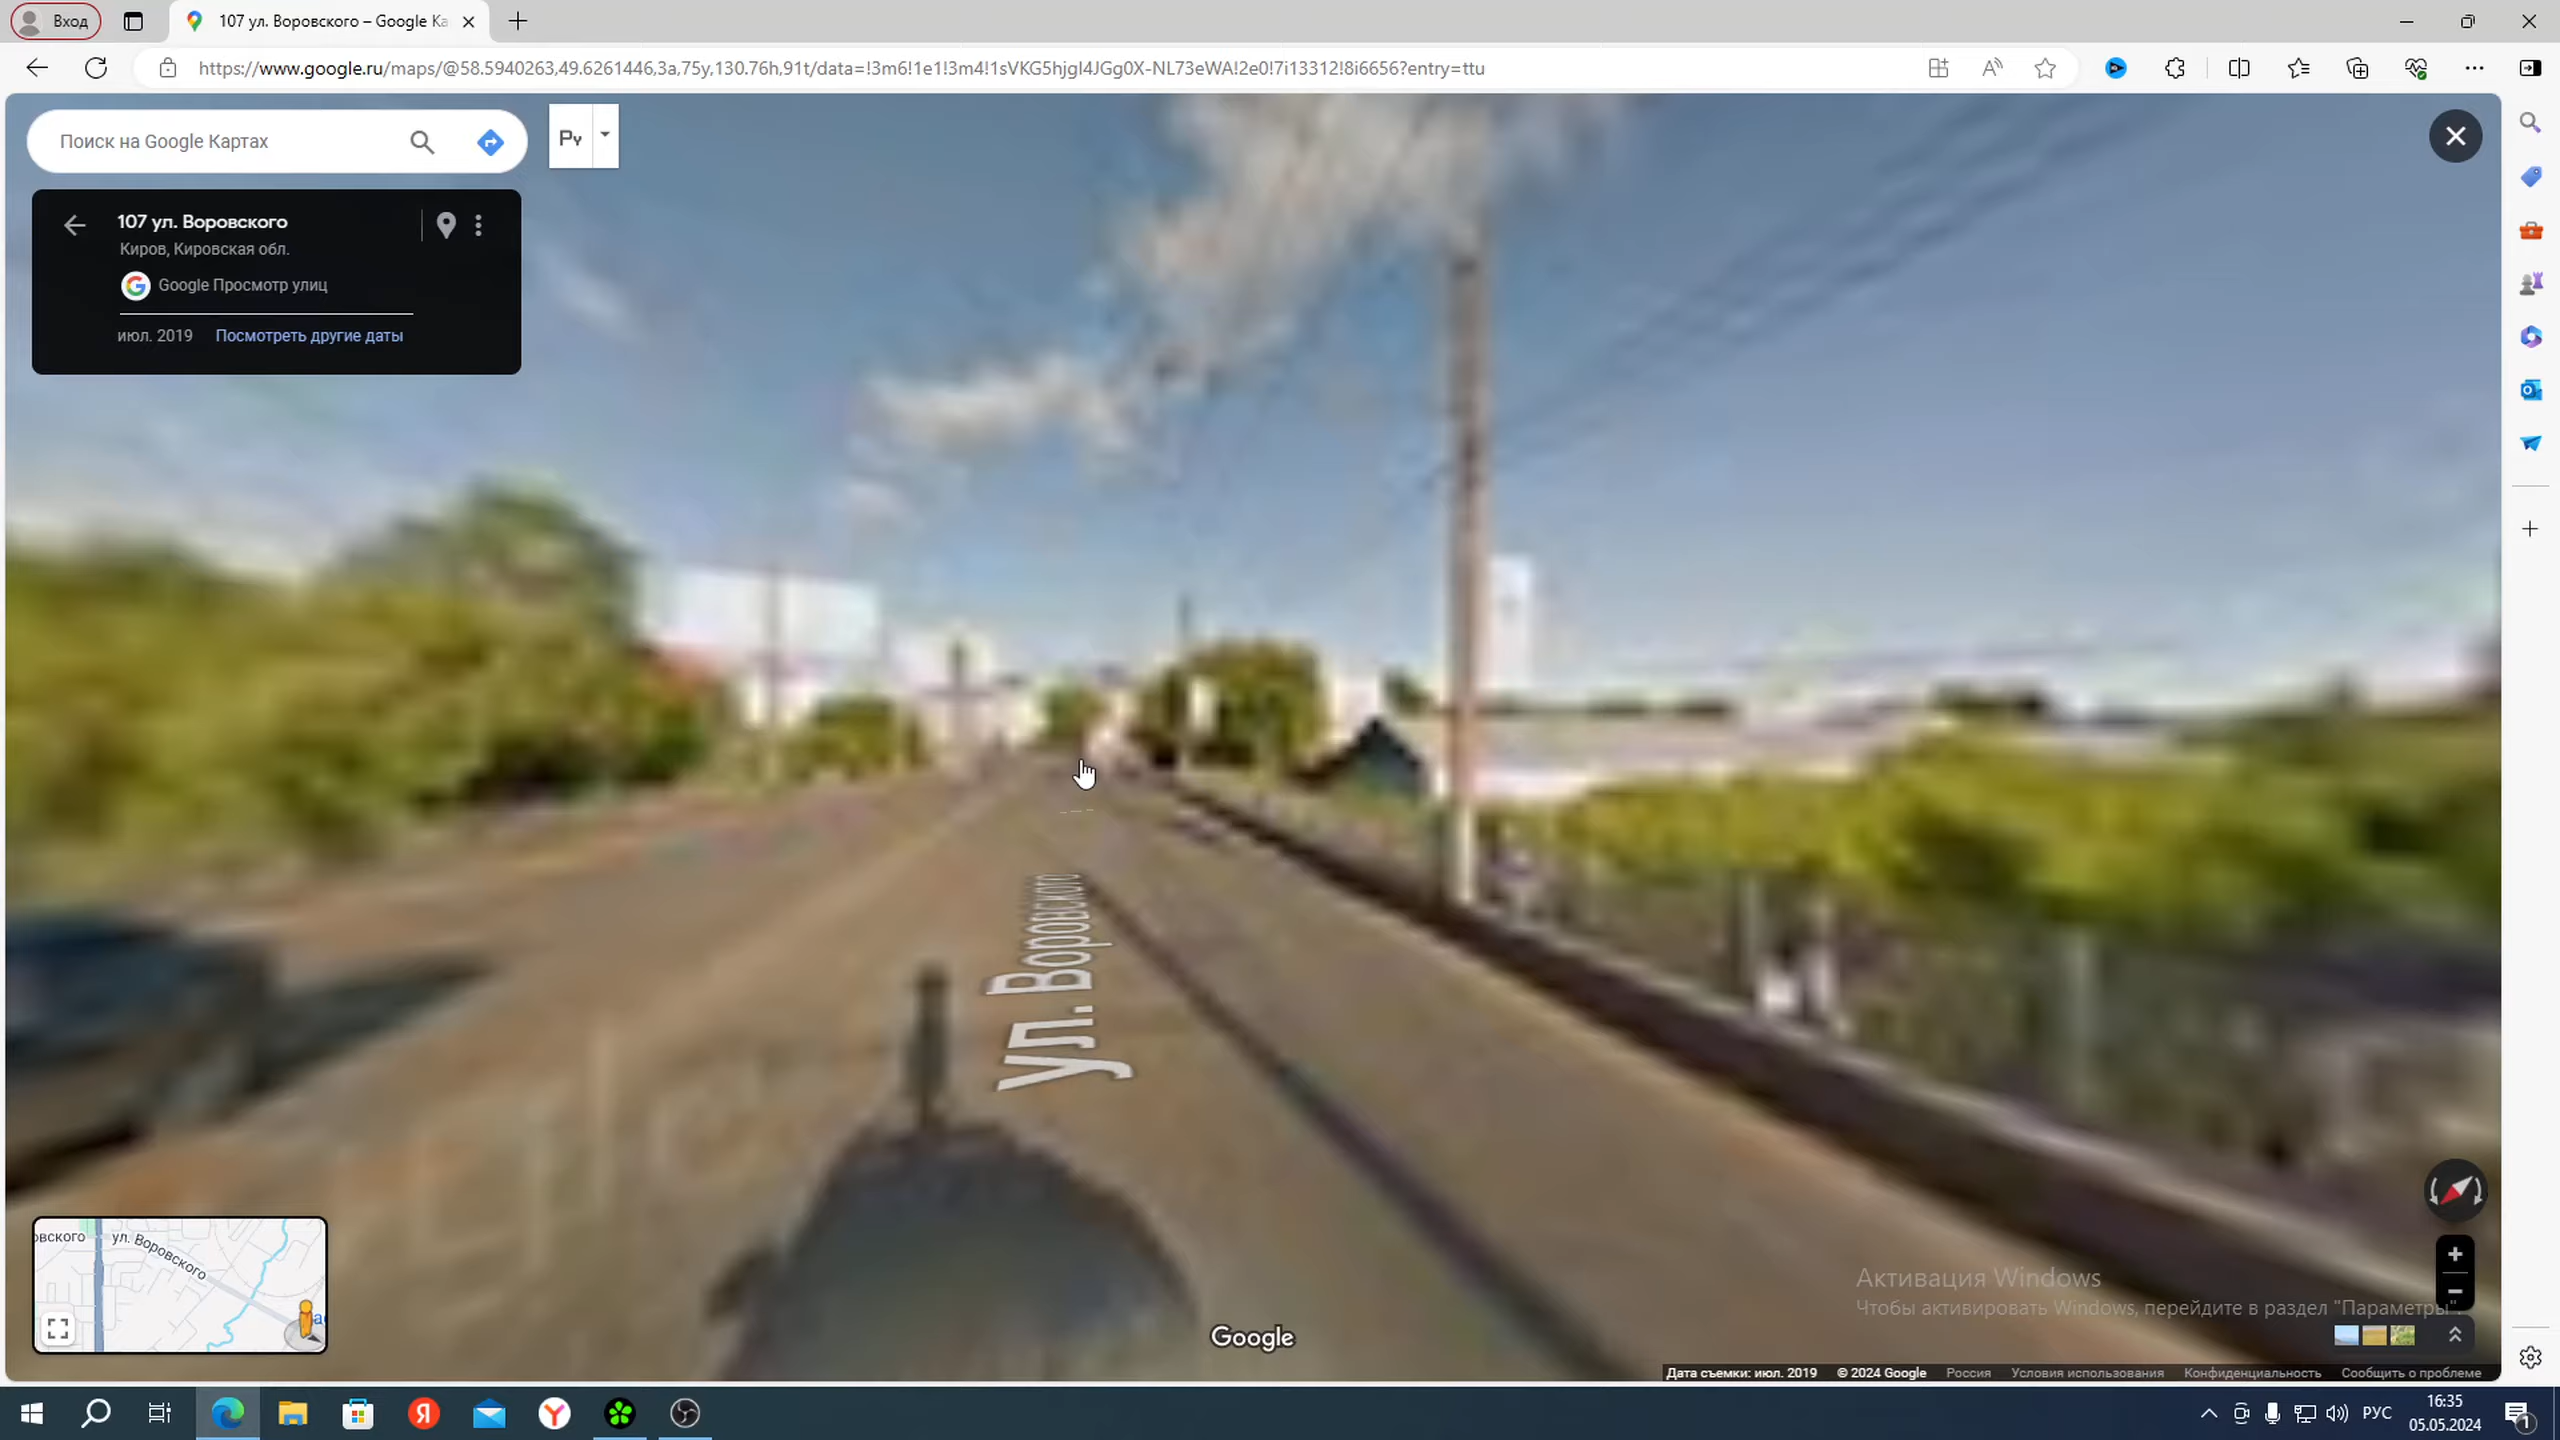 Вход
107 ул. Воровского – Google Ка
https://www.google.ru/maps/@58.5940263,49.6261446,3a,75y,130.76h,91t/data=!3m6!1e1!3m4!1sVKG5hjgI4JGg0X-NL73eWA!2e0!7i13312!8i6656?entry=ttu
Поиск на Google Картах
Ру
107 ул. Воровского
Киров, Кировская обл.
Google Просмотр улиц
июл. 2019 Посмотреть другие даты
ул. Воровского
овского ул. Воровского
Активация Windows
Чтобы активировать Windows, перейдите в раздел "Параметры".
Google
Дата съемки: июл. 2019 © 2024 Google Россия Условия использования Конфиденциальность Сообщить о проблеме
РУС
16:35
05.05.2024
1